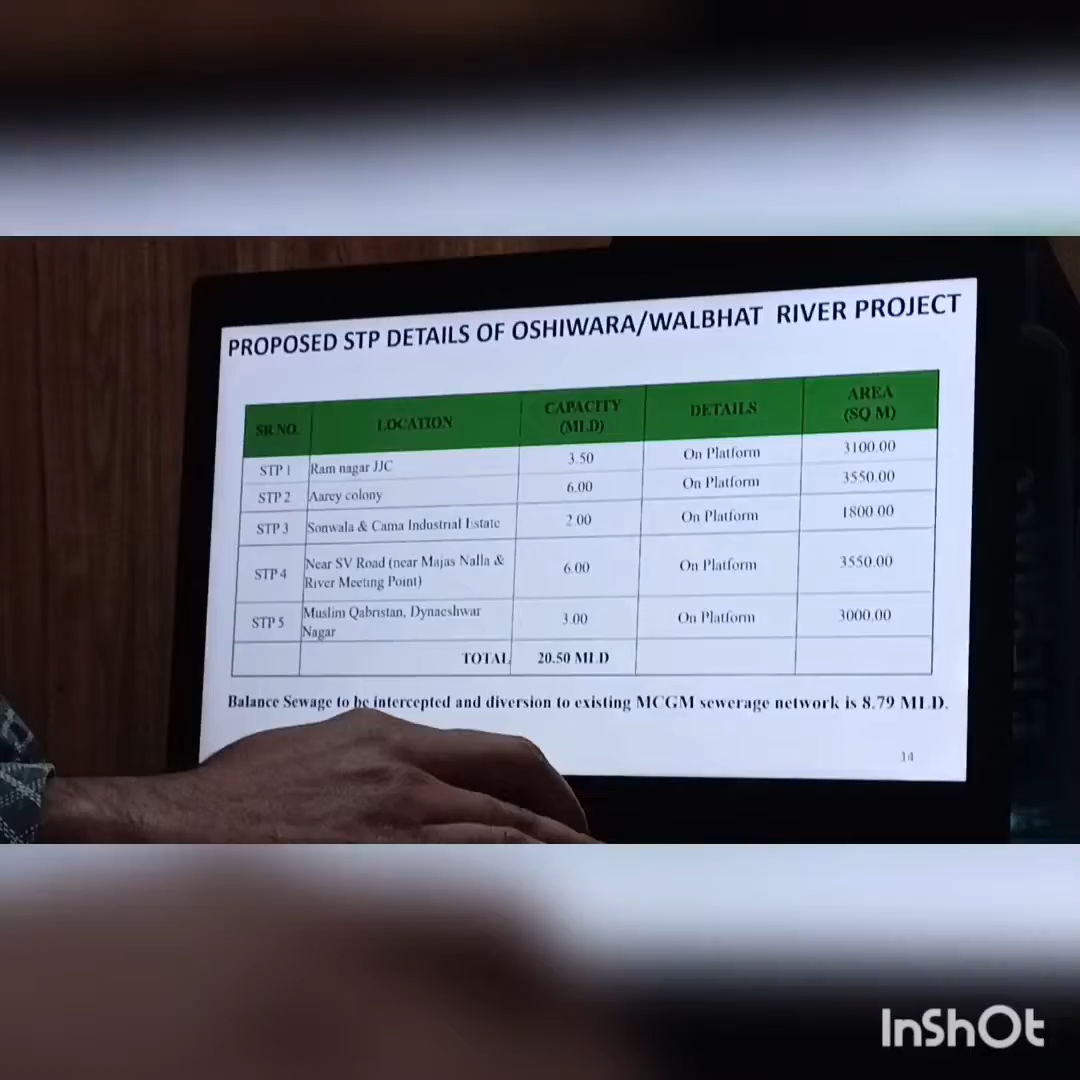 PROPOSED STP DETAILS OF OSHIWARA/WALBHAT RIVER PROJECT
SR NO. LOCATION CAPACITY (MLD) DETAILS AREA (SQ M)
STP 1 Ram nagar JJC 3.50 On Platform 3100.00
STP 2 Aarey colony 6.00 On Platform 3550.00
STP 3 Sonwala & Cama Industrial Estate 2.00 On Platform 1800.00
STP 4 Near SV Road (near Majas Nalla & River Meeting Point) 6.00 On Platform 3550.00
STP 5 Muslim Qabristan, Dynaeshwar Nagar 3.00 On Platform 3000.00
TOTAL 20.50 MLD
Balance Sewage to be intercepted and diversion to existing MCGM sewerage network is 8.79 MLD.
14
InShOt